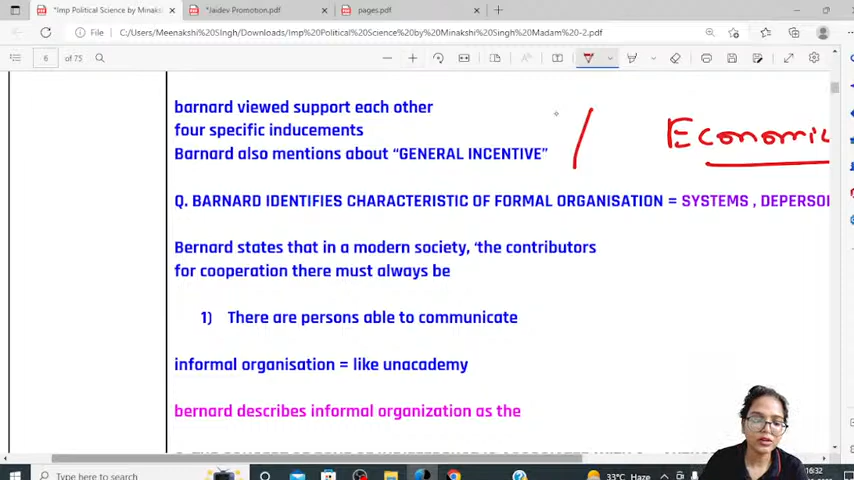 *Imp Political Science by Minaksh
*Jaidev Promotion.pdf
pages.pdf
File
C:/Users/Meenakshi%20SIngh/Downloads/Imp%20Political%20Science%20by%20Minakshi%20Singh%20Madam%20-2.pdf
6 of 75
barnard viewed support each other
four specific inducements
Economic
Barnard also mentions about “GENERAL INCENTIVE”
Q. BARNARD IDENTIFIES CHARACTERISTIC OF FORMAL ORGANISATION = SYSTEMS , DEPERSO
Bernard states that in a modern society, ‘the contributors
for cooperation there must always be
1) There are persons able to communicate
informal organisation = like unacademy
bernard describes informal organization as the
16:32
Type here to search
33°C Haze